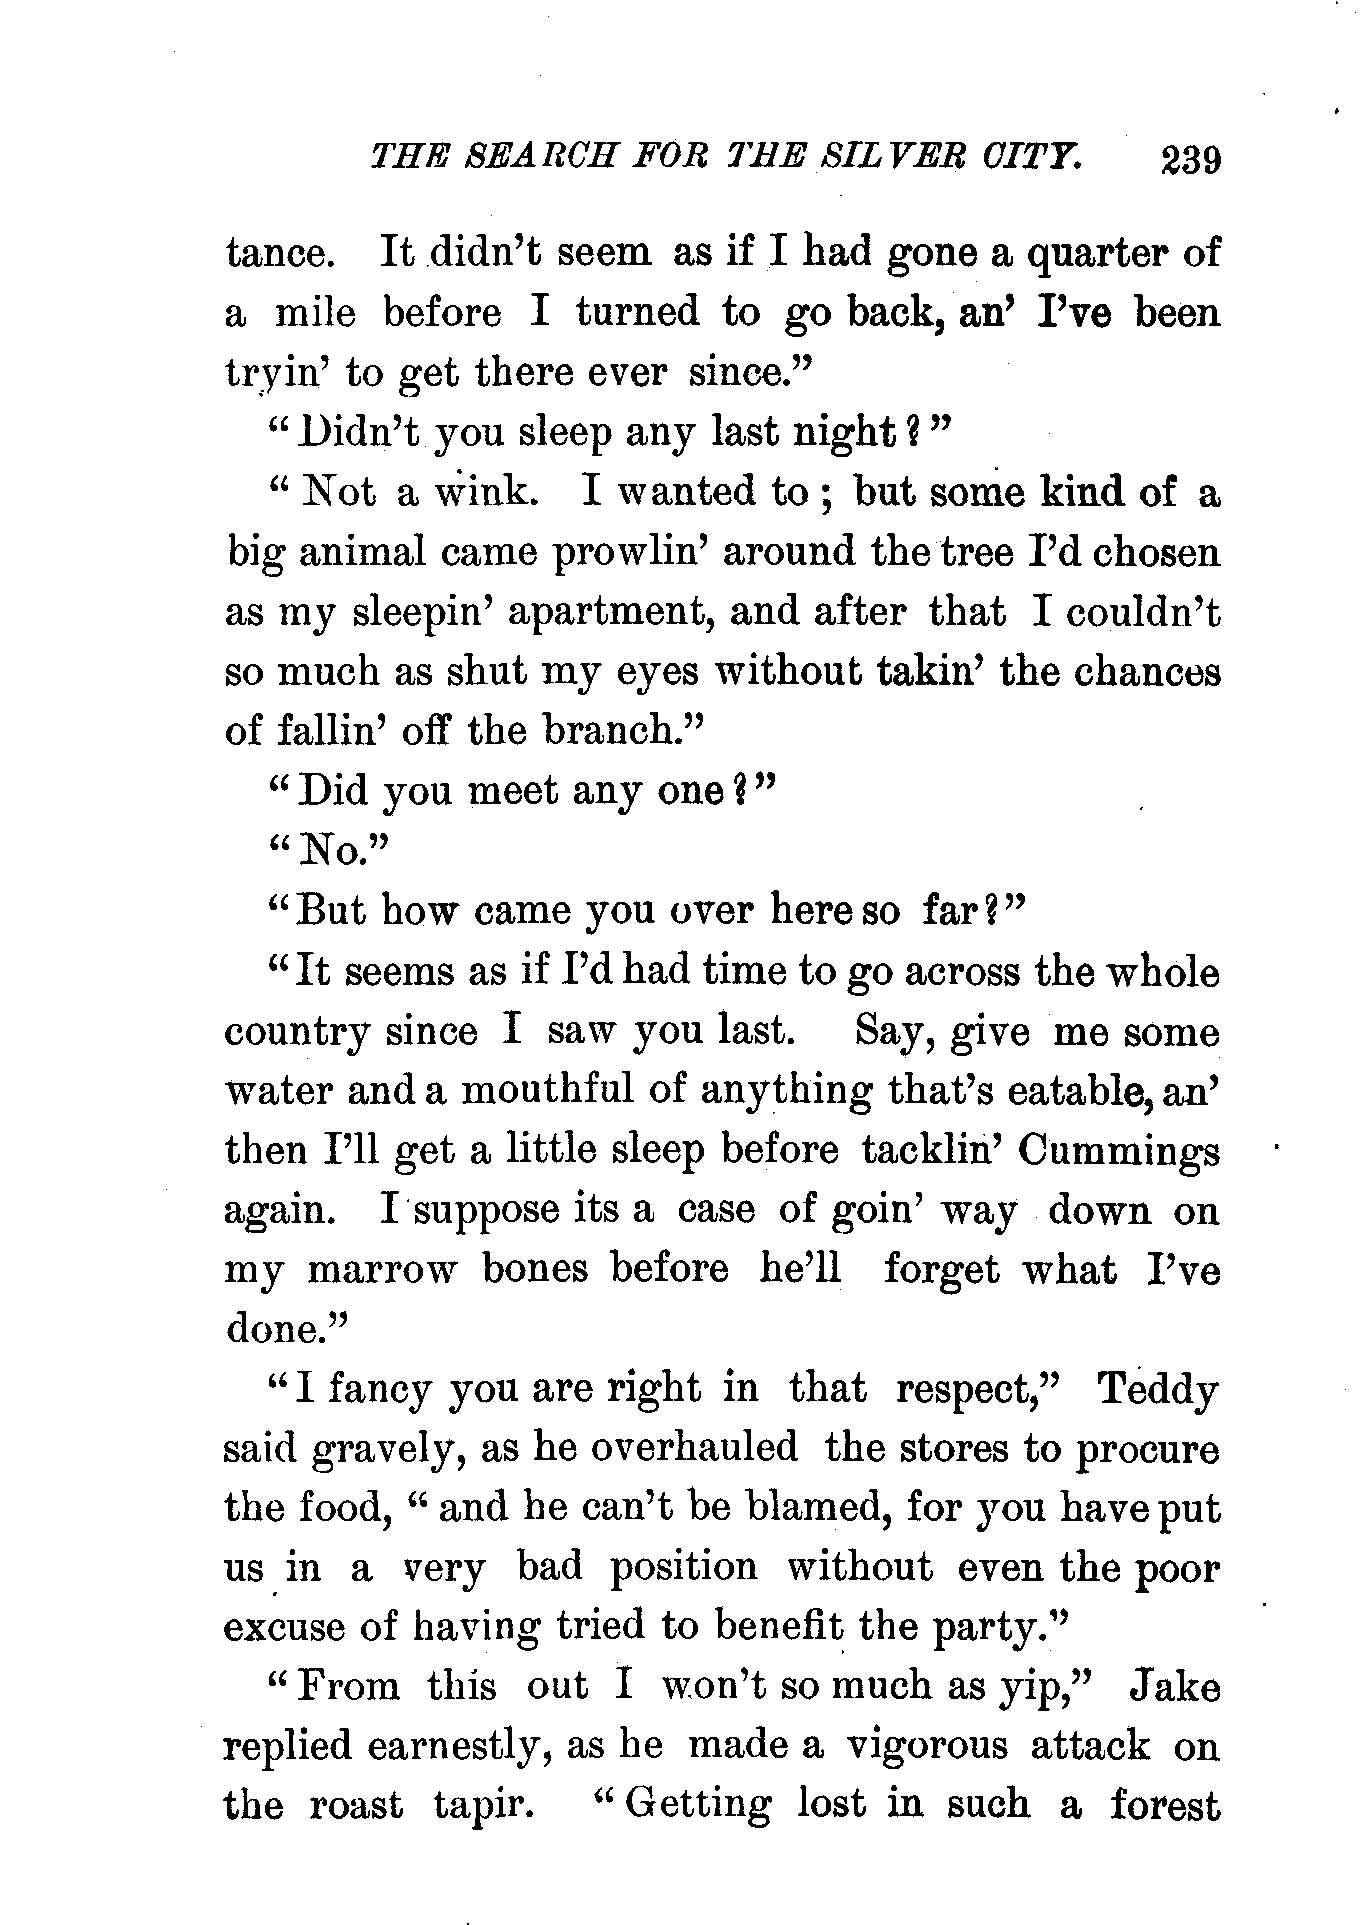 THE SEARCH FOR THE SILVER CITY. 239
tance. It didn't seem as if I had gone a quarter of
a mile before I turned to go back, an' I've been
tryin' to get there ever since."
"Didn't you sleep any last night?"
"Not a wink. I wanted to; but some kind of a
big animal came prowlin' around the tree I'd chosen
as my sleepin' apartment, and after that I couldn't
so much as shut my eyes without takin' the chances
of fallin' off the branch."
"Did you meet any one?"
"No."
"But how came you over here so far?"
"It seems as if I'd had time to go across the whole
country since I saw you last. Say, give me some
water and a mouthful of anything that's eatable, an'
then I'll get a little sleep before tacklin' Cummings
again. I suppose its a case of goin' way down on
my marrow bones before he'll forget what I've
done."
"I fancy you are right in that respect," Teddy
said gravely, as he overhauled the stores to procure
the food, "and he can't be blamed, for you have put
us in a very bad position without even the poor
excuse of having tried to benefit the party."
"From this out I won't so much as yip," Jake
replied earnestly, as he made a vigorous attack on
the roast tapir. "Getting lost in such a forest